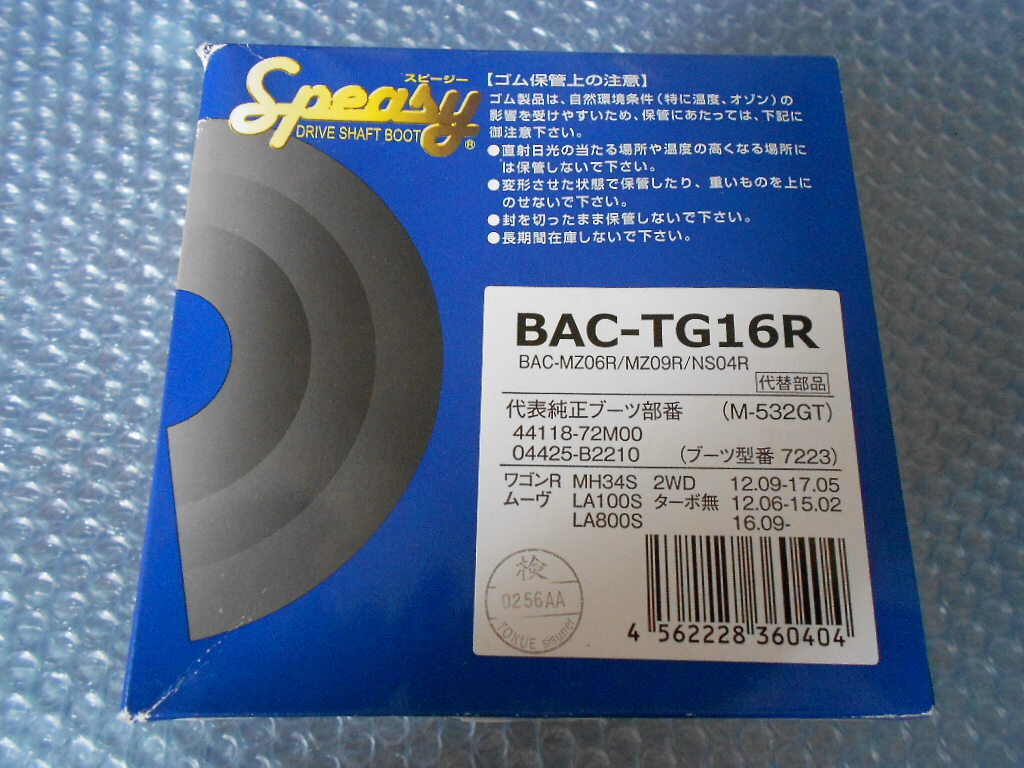 スピージー
Speasy
DRIVE SHAFT BOOT ®
【ゴム保管上の注意】
ゴム製品は、自然環境条件(特に温度、オゾン)の
影響を受けやすいため、保管にあたっては、下記に
御注意下さい。
●直射日光の当たる場所や温度の高くなる場所に
は保管しないで下さい。
●変形させた状態で保管したり、重いものを上に
のせないで下さい。
●封を切ったまま保管しないで下さい。
●長期間在庫しないで下さい。
BAC-TG16R
BAC-MZ06R/MZ09R/NS04R
代替部品
代表純正ブーツ部番 (M-532GT)
44118-72M00
04425-B2210 (ブーツ型番 7223)
ワゴンR MH34S 2WD 12.09-17.05
ムーヴ LA100S ターボ無 12.06-15.02
LA800S 16.09-
検
0256AA
TOKUE sisuner
4 562228 360404